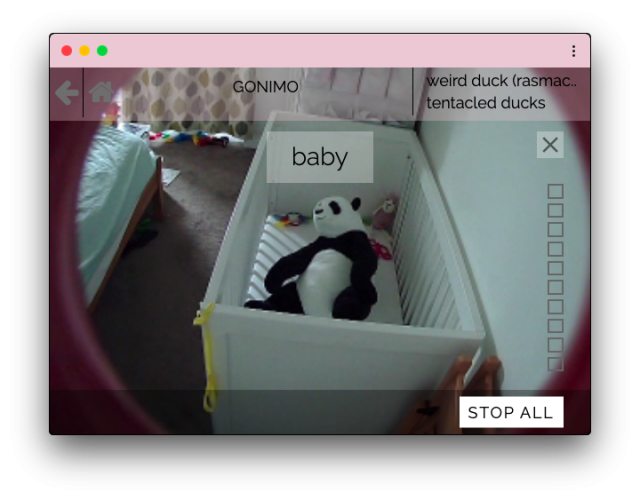 GONIMO
weird duck (rasmac..
tentacled ducks
baby
STOP ALL